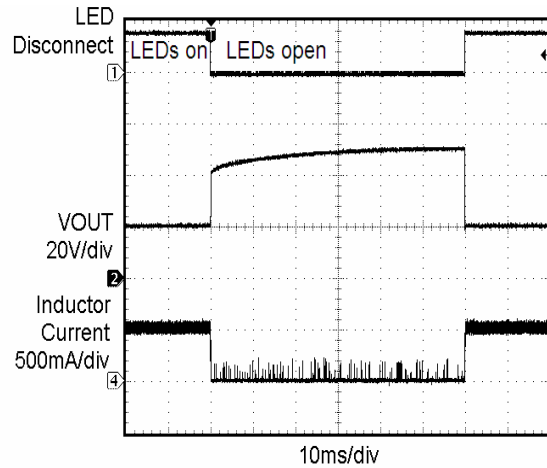 LED
Disconnect
LEDs on
LEDs open
T
1
VOUT
20V/div
2
Inductor
Current
500mA/div
4
10ms/div